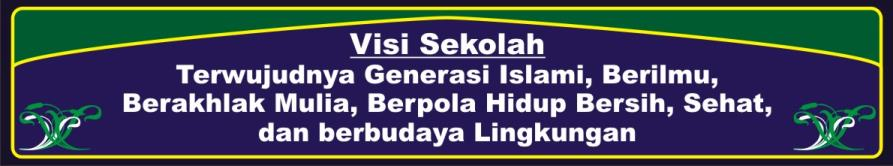 Visi Sekolah
Terwujudnya Generasi Islami, Berilmu,
Berakhlak Mulia, Berpola Hidup Bersih, Sehat,
dan berbudaya Lingkungan